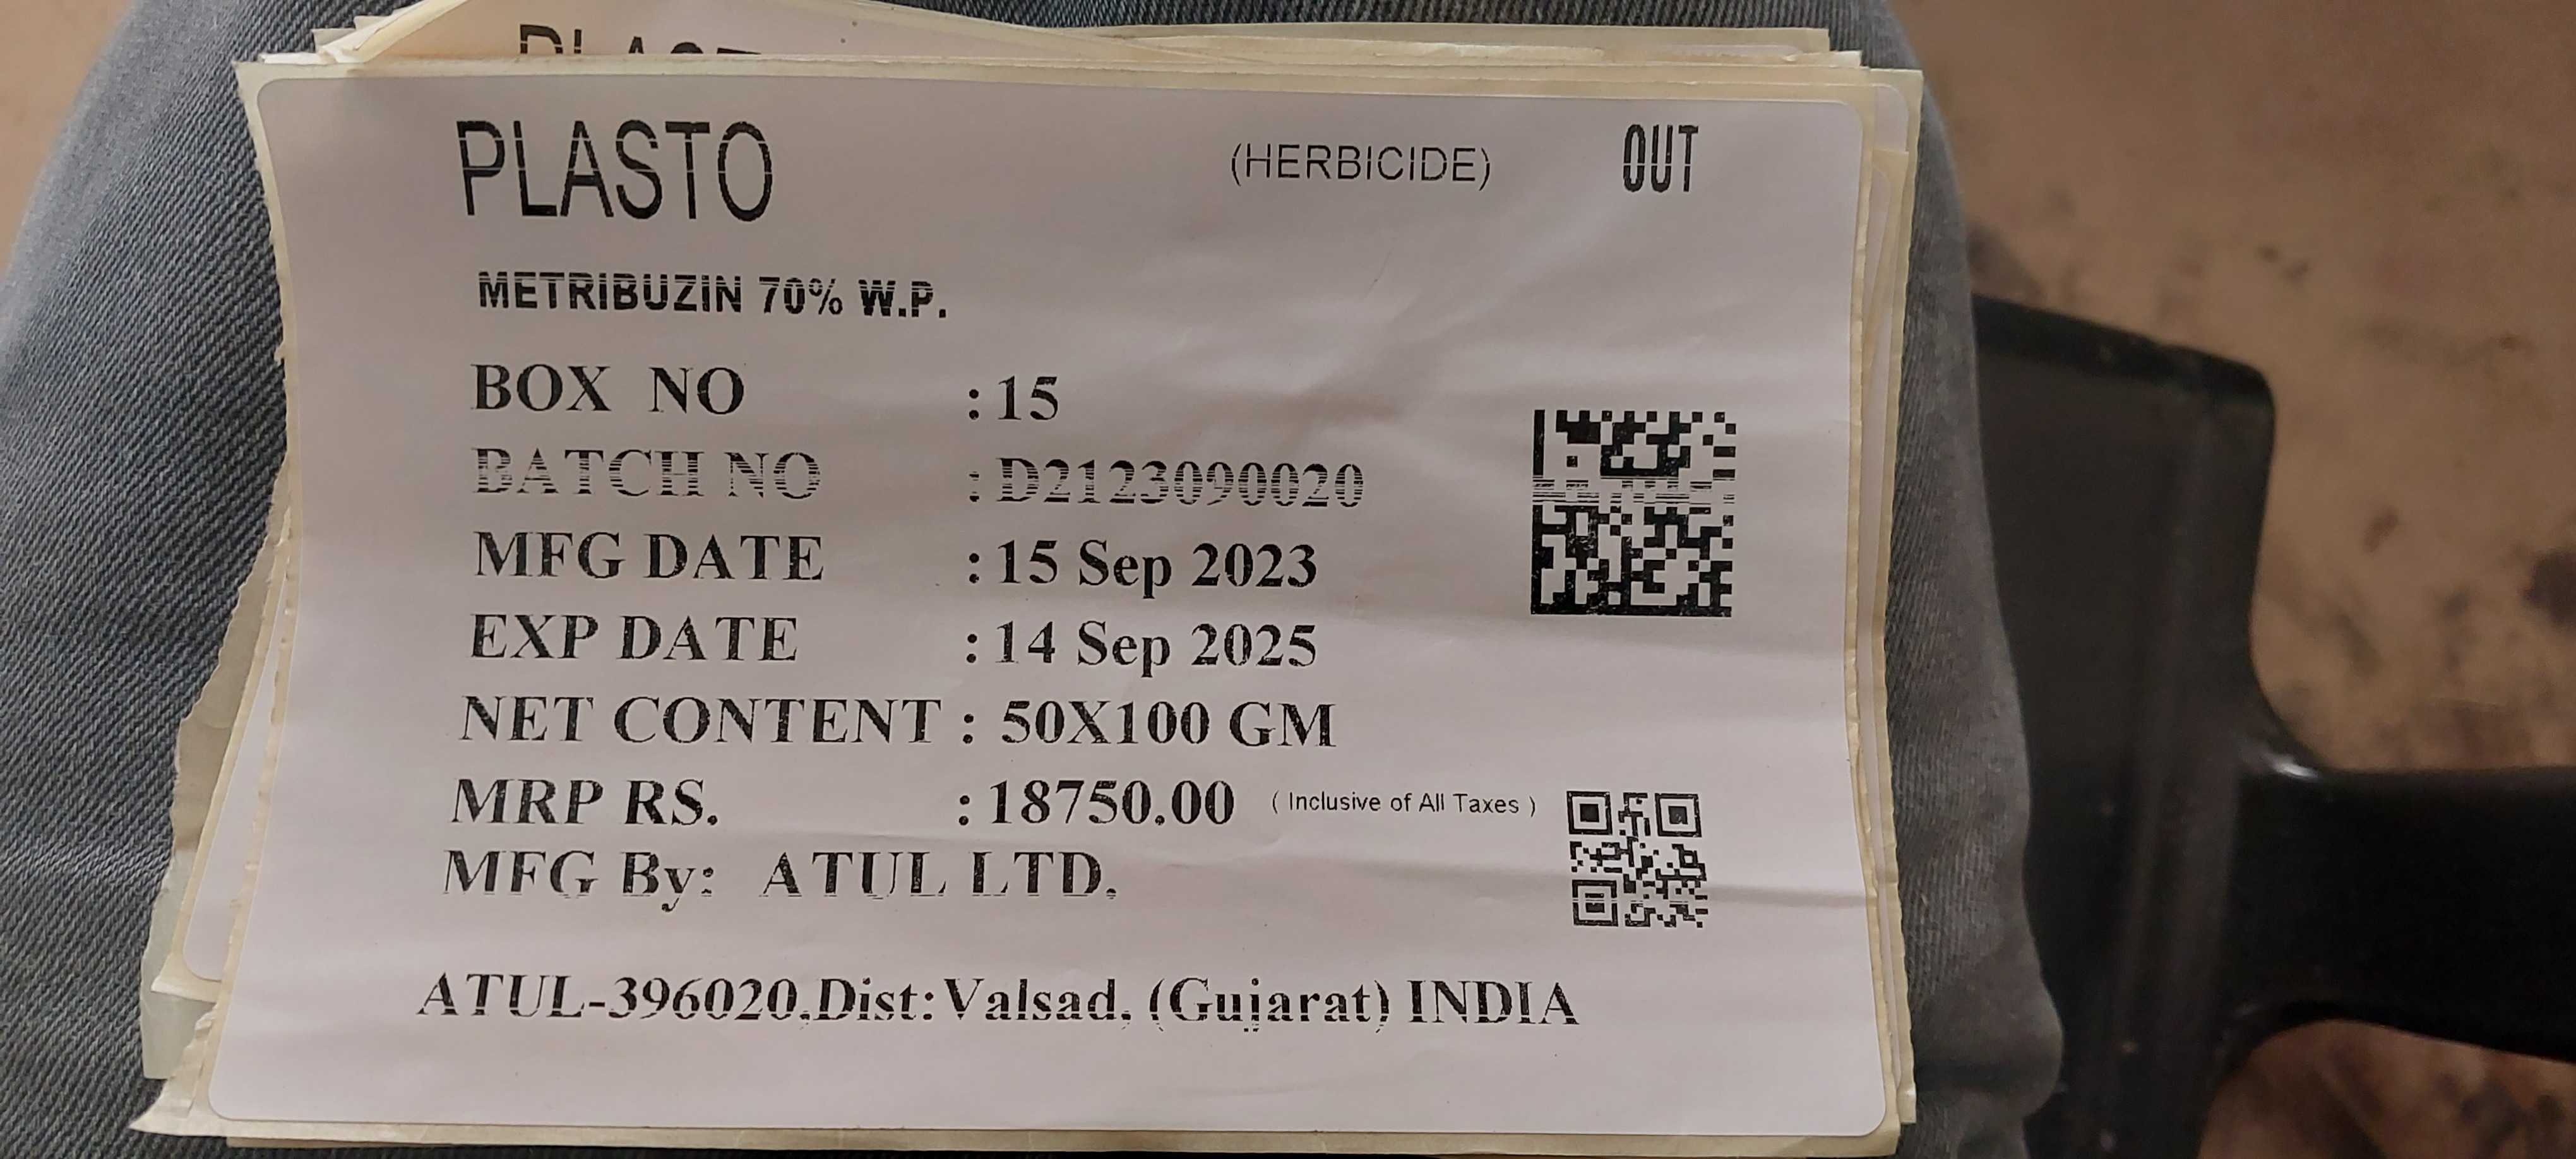 PLASTO (HERBICIDE) OUT
METRIBUZIN 70% W.P.
BOX NO : 15
BATCH NO : D2123090020
MFG DATE : 15 Sep 2023
EXP DATE : 14 Sep 2025
NET CONTENT : 50X100 GM
MRP RS. : 18750.00 ( Inclusive of All Taxes )
MFG By: ATUL LTD.
ATUL-396020,Dist:Valsad, (Gujarat) INDIA